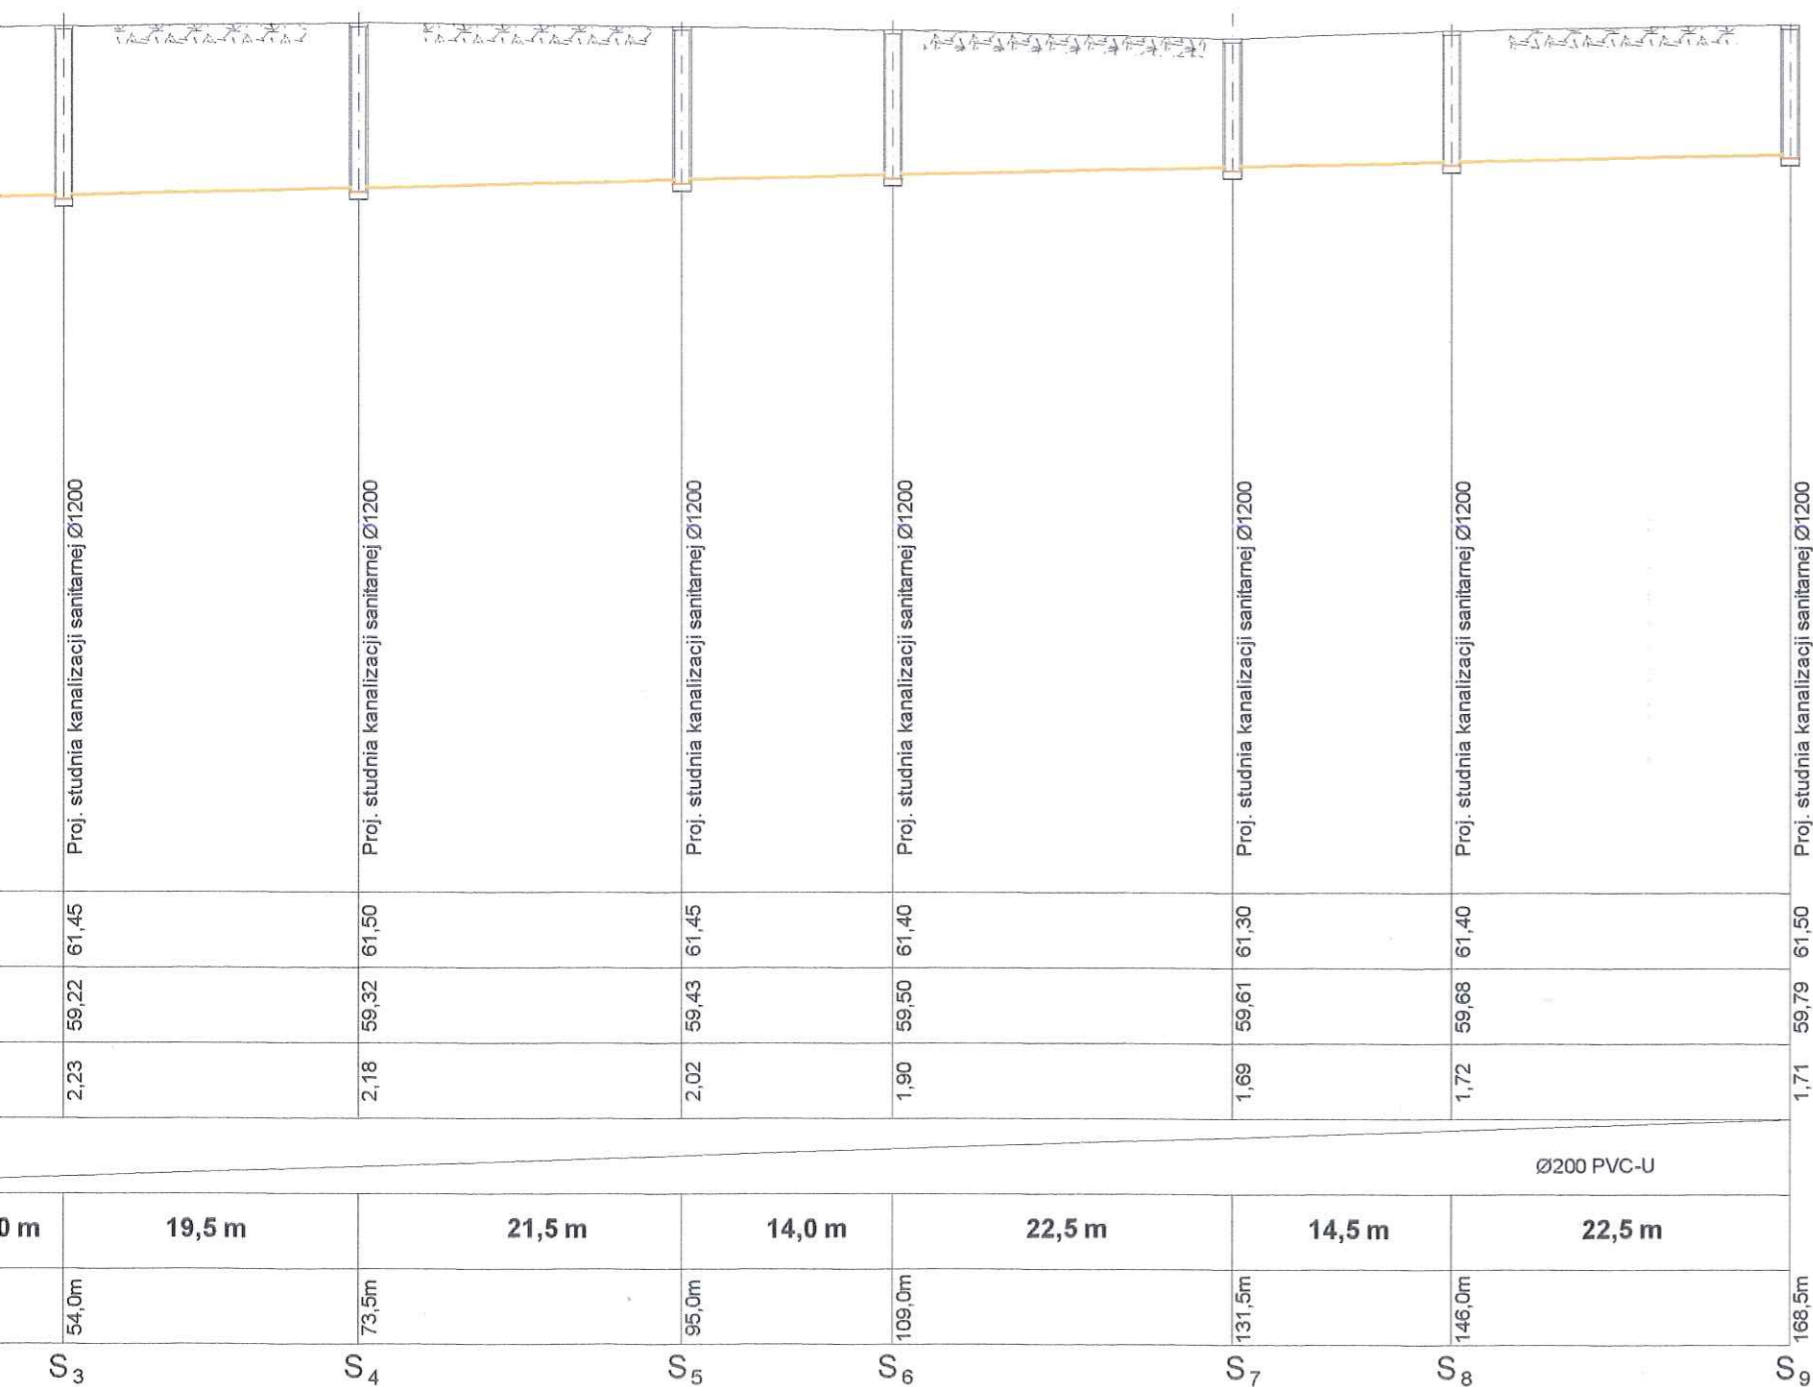 Proj. studnia kanalizacji sanitarnej Ø1200
Proj. studnia kanalizacji sanitarnej Ø1200
Proj. studnia kanalizacji sanitarnej Ø1200
Proj. studnia kanalizacji sanitarnej Ø1200
Proj. studnia kanalizacji sanitarnej Ø1200
Proj. studnia kanalizacji sanitarnej Ø1200
Proj. studnia kanalizacji sanitarnej Ø1200
61,45 61,50 61,45 61,40 61,30 61,40 61,50
59,22 59,32 59,43 59,50 59,61 59,68 59,79
2,23 2,18 2,02 1,90 1,69 1,72 1,71
Ø200 PVC-U
0 m 19,5 m 21,5 m 14,0 m 22,5 m 14,5 m 22,5 m
54,0m 73,5m 95,0m 109,0m 131,5m 146,0m 168,5m
S3 S4 S5 S6 S7 S8 S9